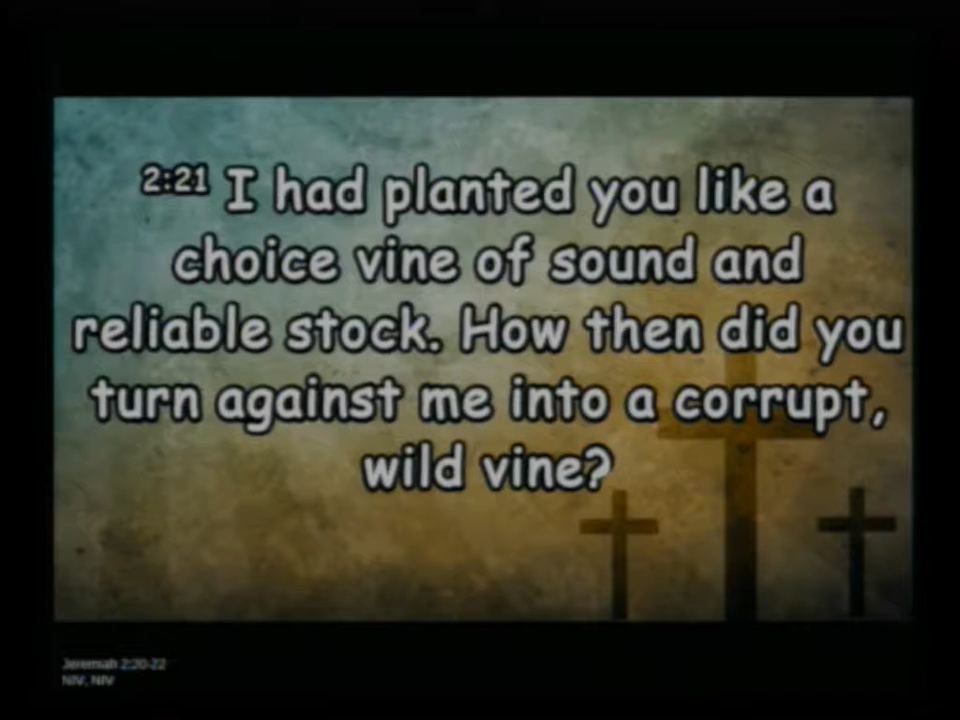 2:21 I had planted you like a
choice vine of sound and
reliable stock. How then did you
turn against me into a corrupt,
wild vine?
Jeremiah 2:20-22
NIV, NIV